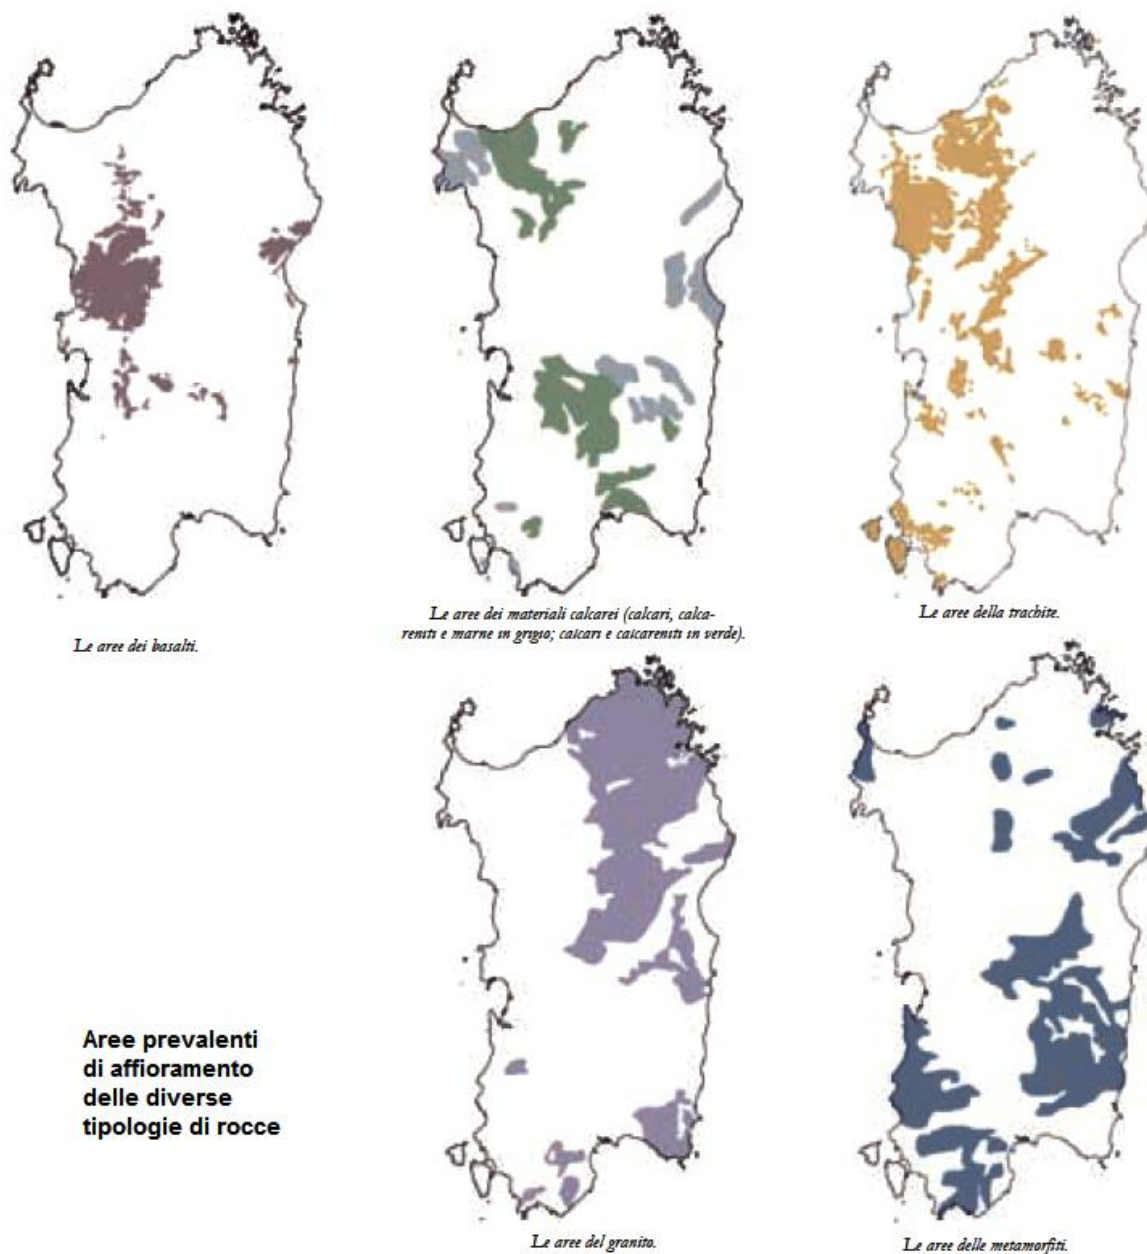 Le aree dei basalti.
Le aree dei materiali calcarei (calcari, calca-
reniti e marne in grigio; calcari e calcareniti in verde).
Le aree della trachite.
Aree prevalenti
di affioramento
delle diverse
tipologie di rocce
Le aree del granito.
Le aree delle metamorfiti.